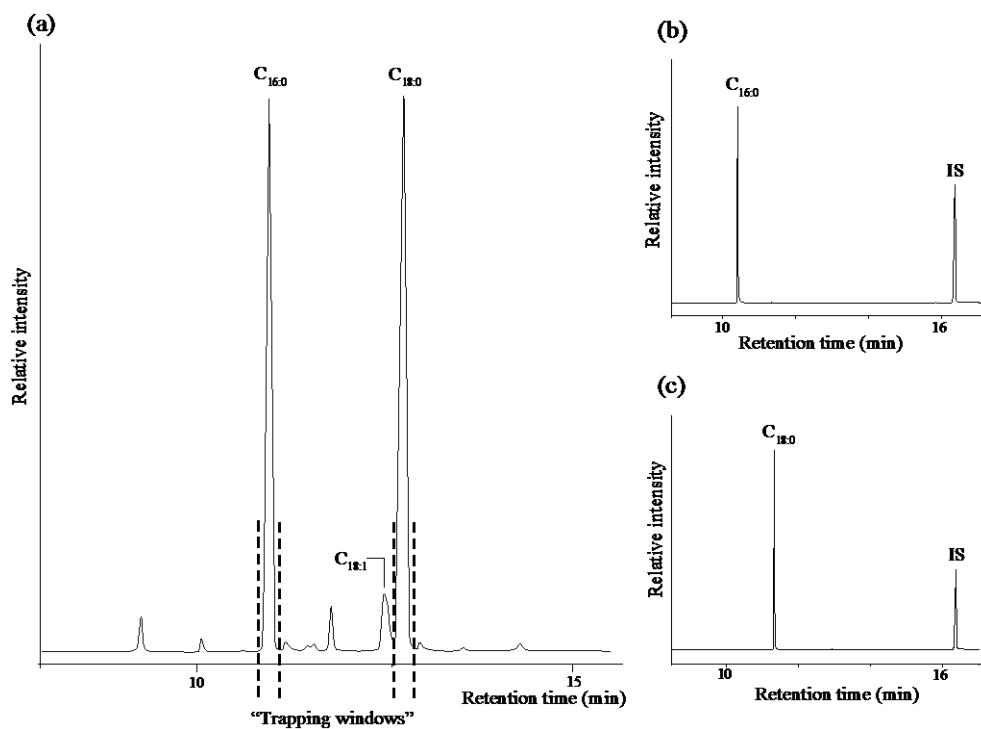 (a)
C16:0
C18:0
Relative intensity
C18:1
10
15
Retention time (min)
“Trapping windows”
(b)
C16:0
IS
Relative intensity
10
16
Retention time (min)
(c)
C18:0
IS
Relative intensity
10
16
Retention time (min)